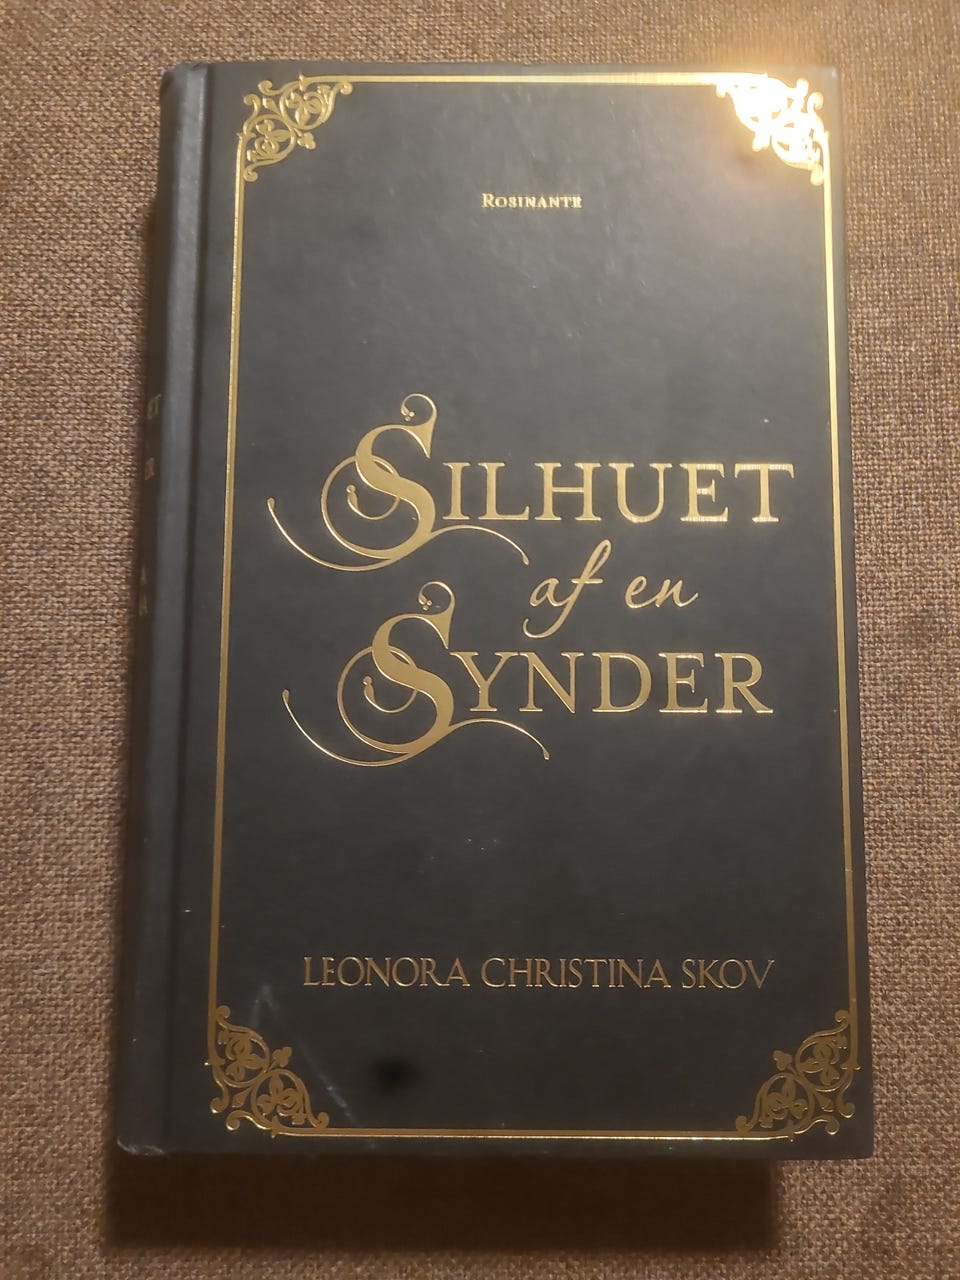 ROSINANTE
SILHUET
af en
SYNDER
LEONORA CHRISTINA SKOV